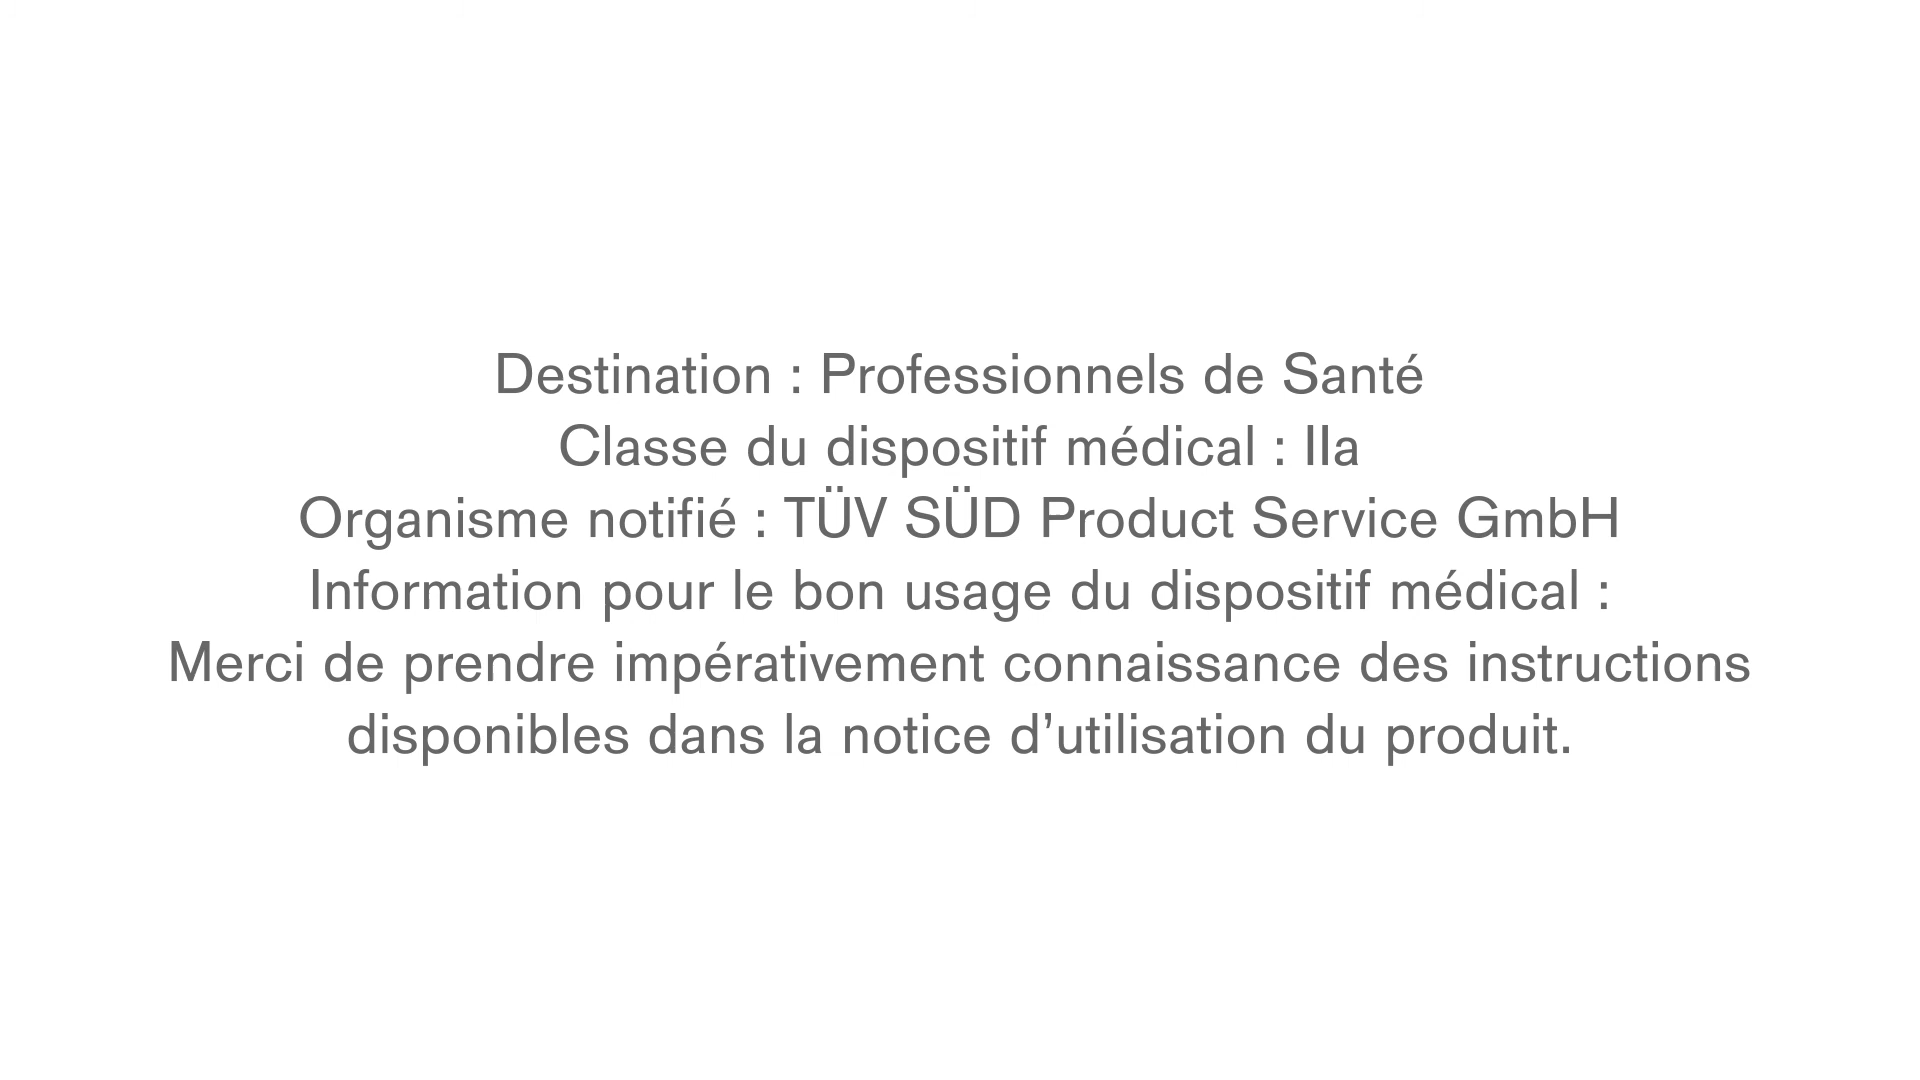 Destination : Professionnels de Santé
Classe du dispositif médical : IIa
Organisme notifié : TÜV SÜD Product Service GmbH
Information pour le bon usage du dispositif médical :
Merci de prendre impérativement connaissance des instructions
disponibles dans la notice d’utilisation du produit.